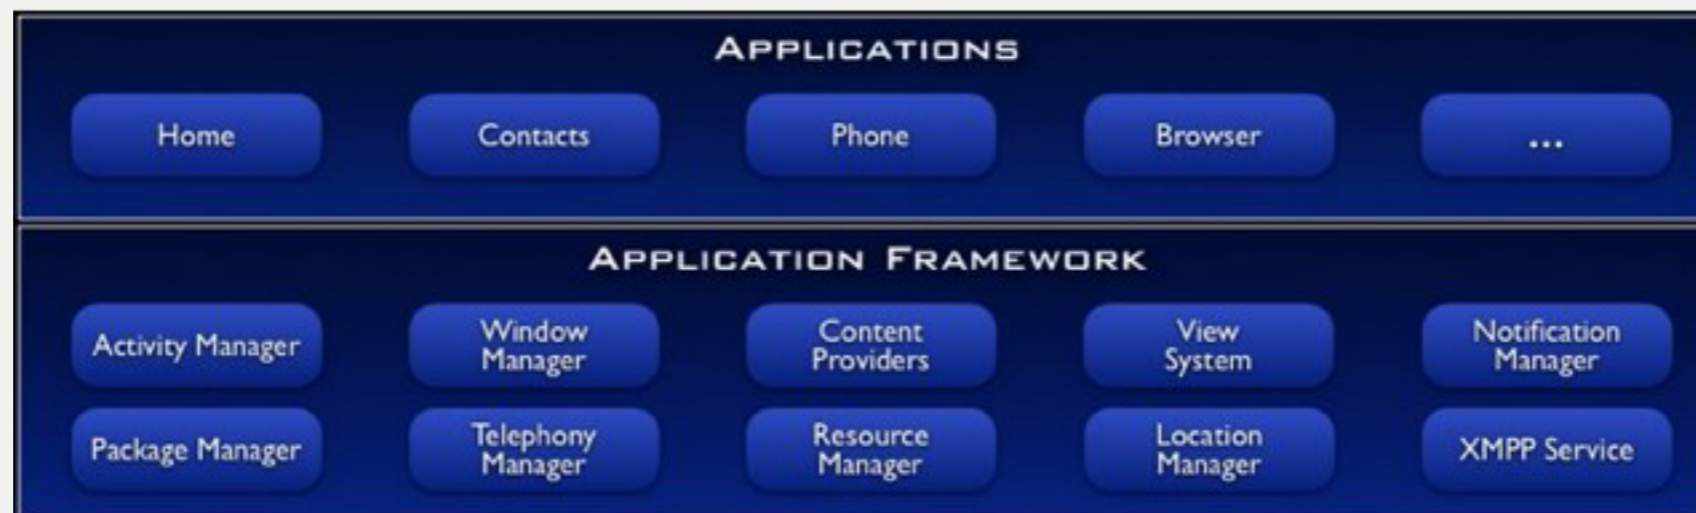 APPLICATIONS
Home
Contacts
Phone
Browser
...
APPLICATION FRAMEWORK
Activity Manager
Window
Manager
Content
Providers
View
System
Notification
Manager
Package Manager
Telephony
Manager
Resource
Manager
Location
Manager
XMPP Service